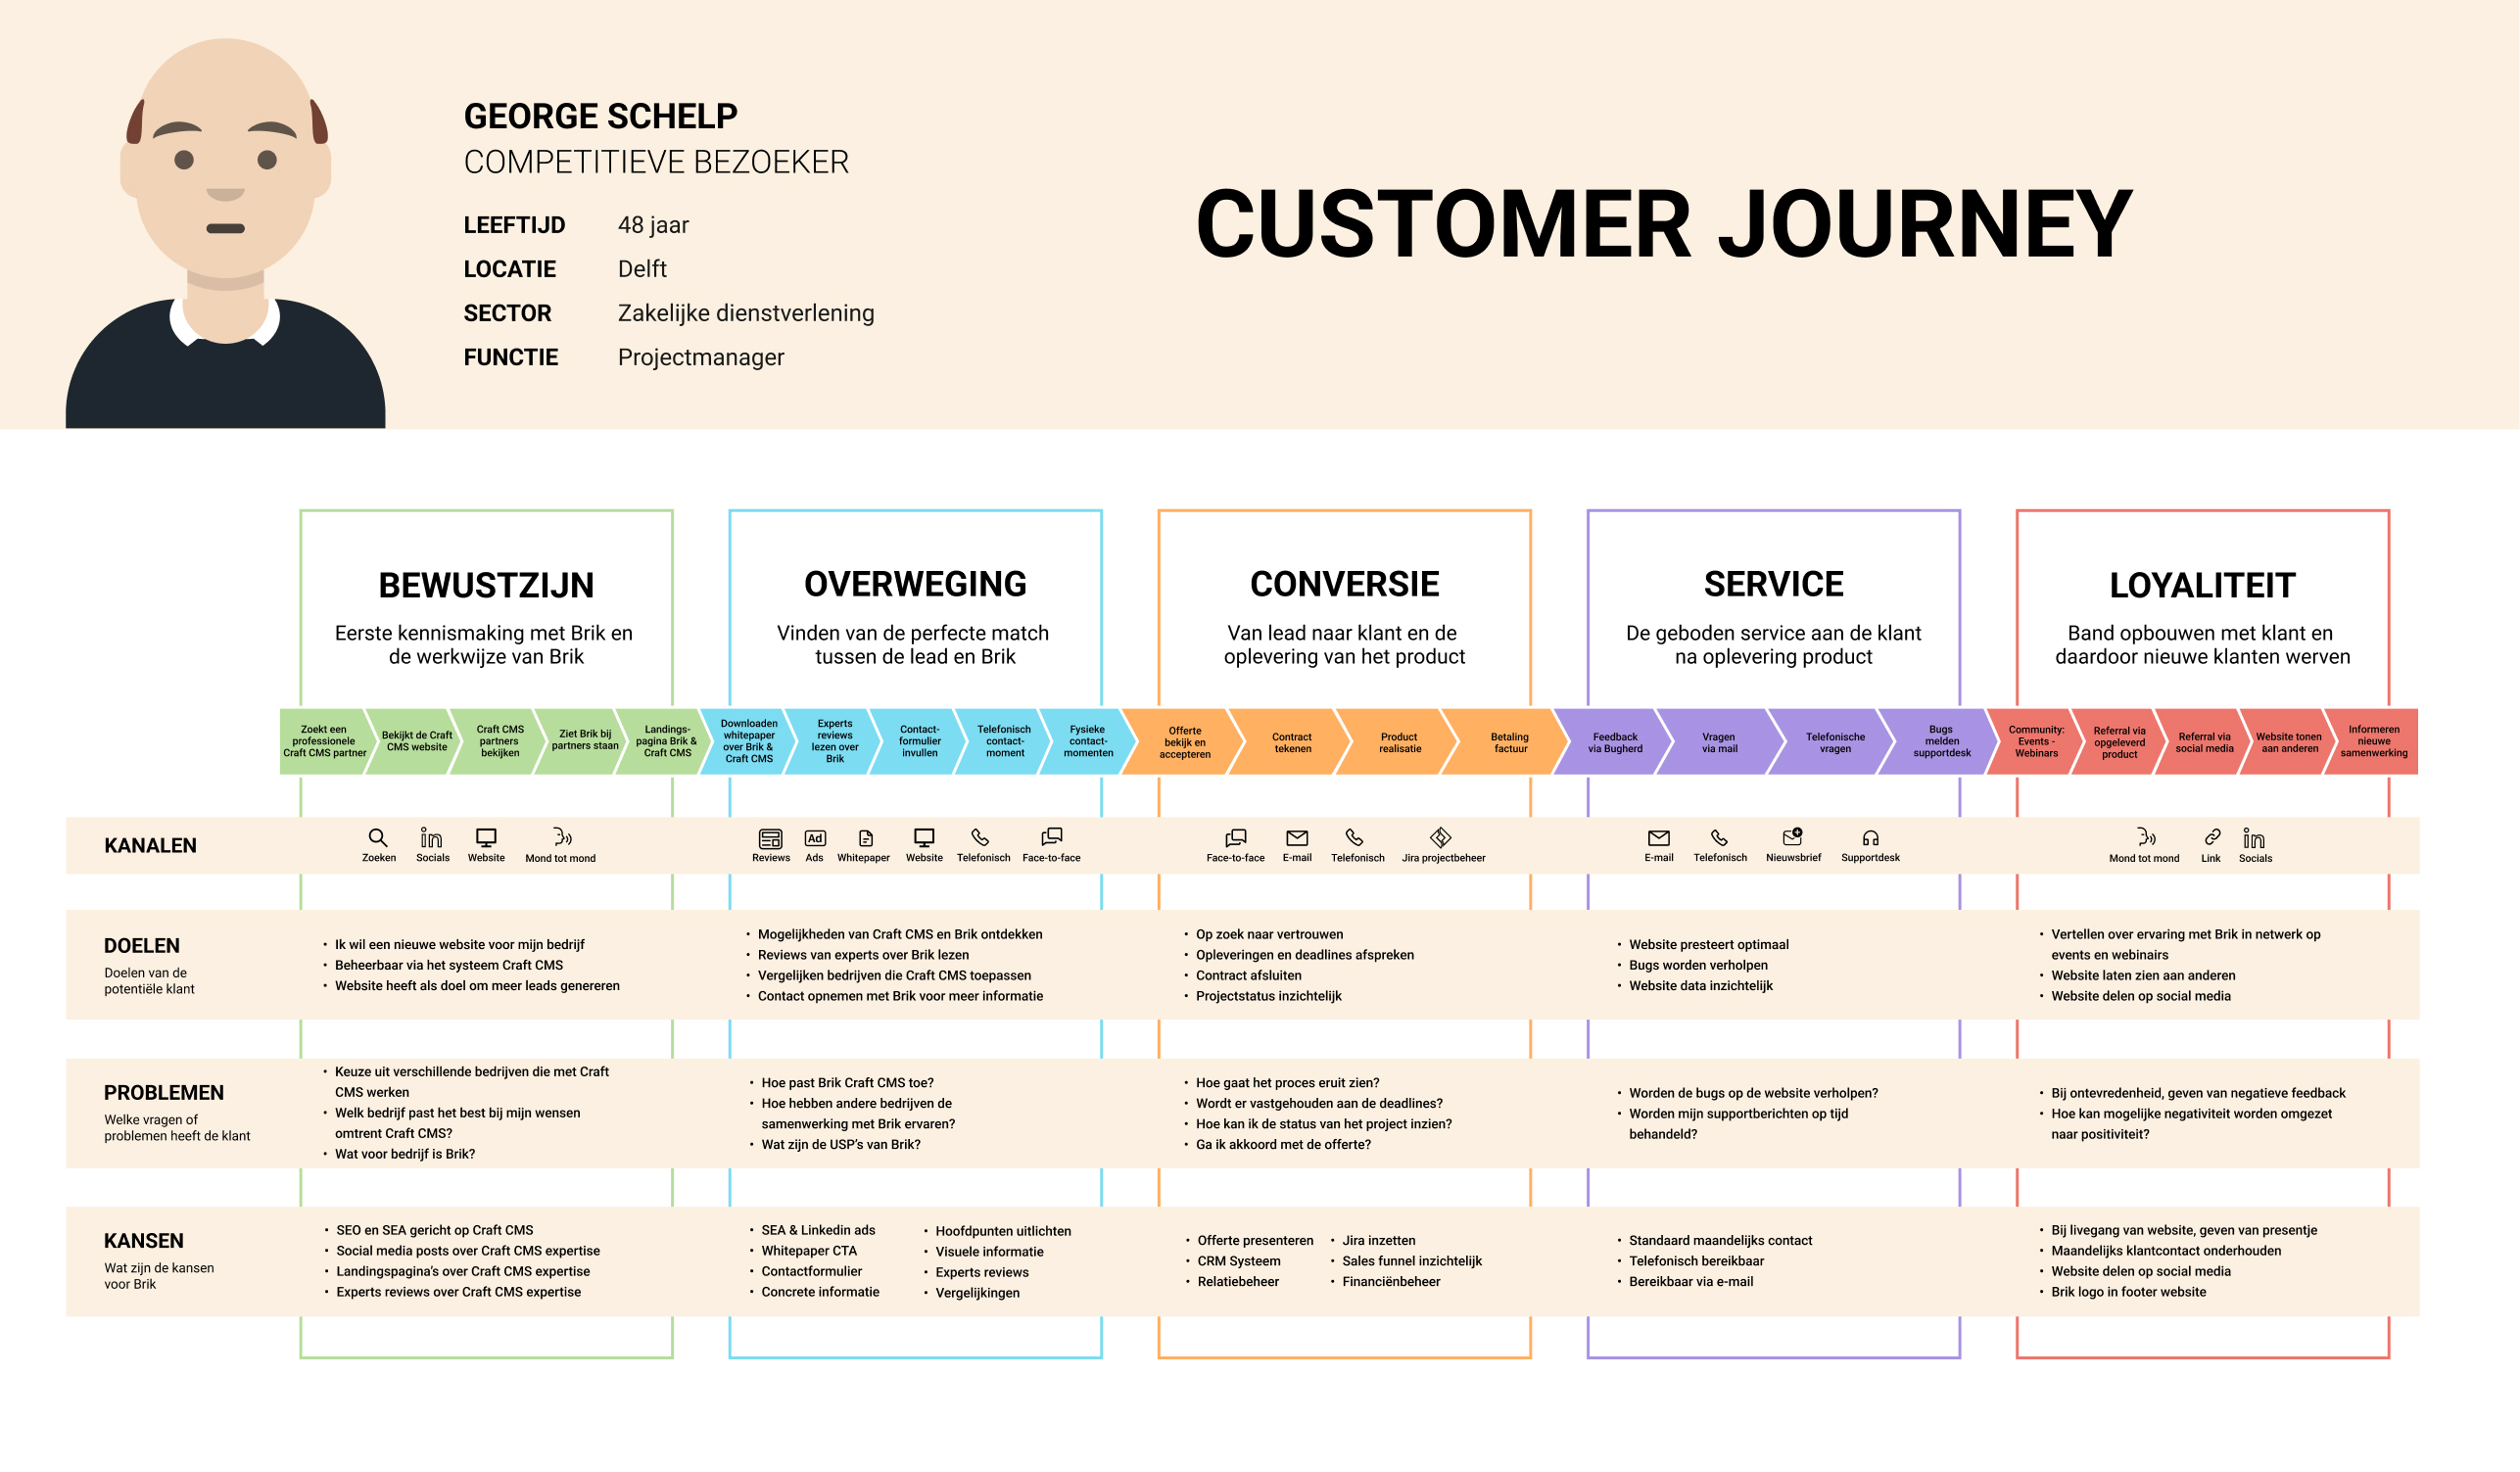 GEORGE SCHELP
COMPETITIEVE BEZOEKER
LEEFTIJD 48 jaar
LOCATIE Delft
SECTOR Zakelijke dienstverlening
FUNCTIE Projectmanager
CUSTOMER JOURNEY
BEWUSTZIJN
Eerste kennismaking met Brik en
de werkwijze van Brik
OVERWEGING
Vinden van de perfecte match
tussen de lead en Brik
CONVERSIE
Van lead naar klant en de
oplevering van het product
SERVICE
De geboden service aan de klant
na oplevering product
LOYALITEIT
Band opbouwen met klant en
daardoor nieuwe klanten werven
Zoekt een
professionele
Craft CMS partner
Bekijkt de Craft
CMS website
Craft CMS
partners
bekijken
Ziet Brik bij
partners staan
Landings-
pagina Brik &
Craft CMS
Downloaden
whitepaper
over Brik &
Craft CMS
Experts
reviews
lezen over
Brik
Contact-
formulier
invullen
Telefonisch
contact-
moment
Fysieke
contact-
momenten
Offerte
bekijk en
accepteren
Contract
tekenen
Product
realisatie
Betaling
factuur
Feedback
via Bugherd
Vragen
via mail
Telefonische
vragen
Bugs
melden
supportdesk
Community:
Events -
Webinars
Referral via
opgeleverd
product
Referral via
social media
Website tonen
aan anderen
Informeren
nieuwe
samenwerking
KANALEN
Zoeken
Socials
Website
Mond tot mond
Reviews
Ad
Ads
Whitepaper
Website
Telefonisch
Face-to-face
Face-to-face
E-mail
Telefonisch
Jira projectbeheer
E-mail
Telefonisch
Nieuwsbrief
Supportdesk
Mond tot mond
Link
in
Socials
DOELEN
Doelen van de
potentiële klant
• Ik wil een nieuwe website voor mijn bedrijf
• Beheerbaar via het systeem Craft CMS
• Website heeft als doel om meer leads genereren
• Mogelijkheden van Craft CMS en Brik ontdekken
• Reviews van experts over Brik lezen
• Vergelijken bedrijven die Craft CMS toepassen
• Contact opnemen met Brik voor meer informatie
• Op zoek naar vertrouwen
• Opleveringen en deadlines afspreken
• Contract afsluiten
• Projectstatus inzichtelijk
• Website presteert optimaal
• Bugs worden verholpen
• Website data inzichtelijk
• Vertellen over ervaring met Brik in netwerk op
events en webinairs
• Website laten zien aan anderen
• Website delen op social media
PROBLEMEN
Welke vragen of
problemen heeft de klant
• Keuze uit verschillende bedrijven die met Craft
CMS werken
• Welk bedrijf past het best bij mijn wensen
omtrent Craft CMS?
• Wat voor bedrijf is Brik?
• Hoe past Brik Craft CMS toe?
• Hoe hebben andere bedrijven de
samenwerking met Brik ervaren?
• Wat zijn de USP's van Brik?
• Hoe gaat het proces eruit zien?
• Wordt er vastgehouden aan de deadlines?
• Hoe kan ik de status van het project inzien?
• Ga ik akkoord met de offerte?
• Worden de bugs op de website verholpen?
• Worden mijn supportberichten op tijd
behandeld?
• Bij ontevredenheid, geven van negatieve feedback
• Hoe kan mogelijke negativiteit worden omgezet
naar positiviteit?
KANSEN
Wat zijn de kansen
voor Brik
• SEO en SEA gericht op Craft CMS
• Social media posts over Craft CMS expertise
• Landingspagina's over Craft CMS expertise
• Experts reviews over Craft CMS expertise
• SEA & Linkedin ads
• Whitepaper CTA
• Contactformulier
• Concrete informatie
• Hoofdpunten uitlichten
• Visuele informatie
• Experts reviews
• Vergelijkingen
• Offerte presenteren
• CRM Systeem
• Relatiebeheer
• Jira inzetten
• Sales funnel inzichtelijk
• Financiënbeheer
• Standaard maandelijks contact
• Telefonisch bereikbaar
• Bereikbaar via e-mail
• Bij livegang van website, geven van presentje
• Maandelijks klantcontact onderhouden
• Website delen op social media
• Brik logo in footer website